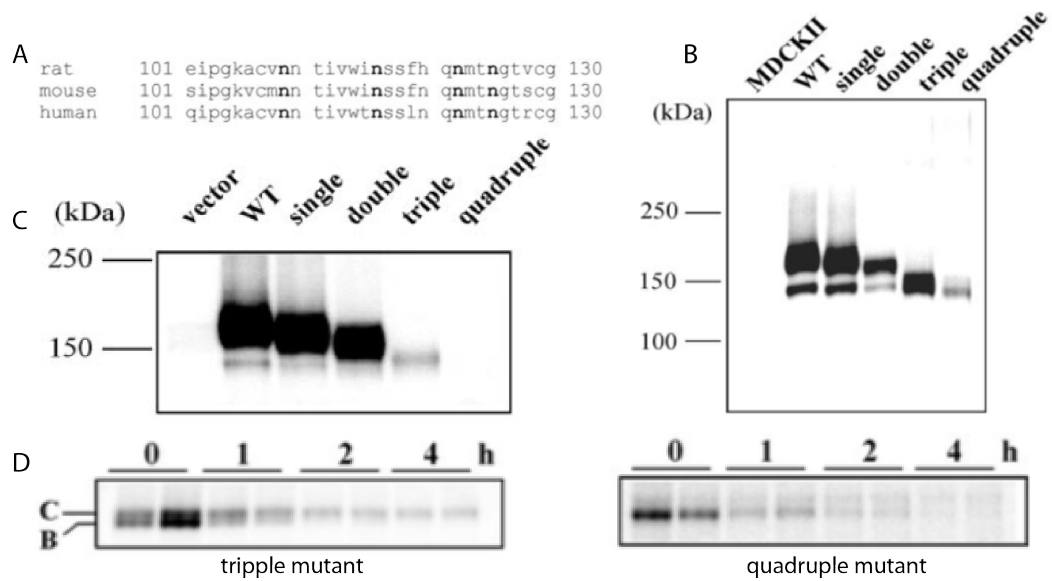 A
rat 101 eipgkacvnn tivwinssfh qnmtngtvcg 130
mouse 101 sipgkvcmnn tivwinssfn qnmtngtscg 130
human 101 qipgkacvnn tivwtnssln qnmtngtrcg 130
B
MDCKII WT single double triple quadruple
(kDa)
250
150
100
C
(kDa)
vector WT single double triple quadruple
250
150
D
0 1 2 4 h
C
B
tripple mutant
0 1 2 4 h
quadruple mutant